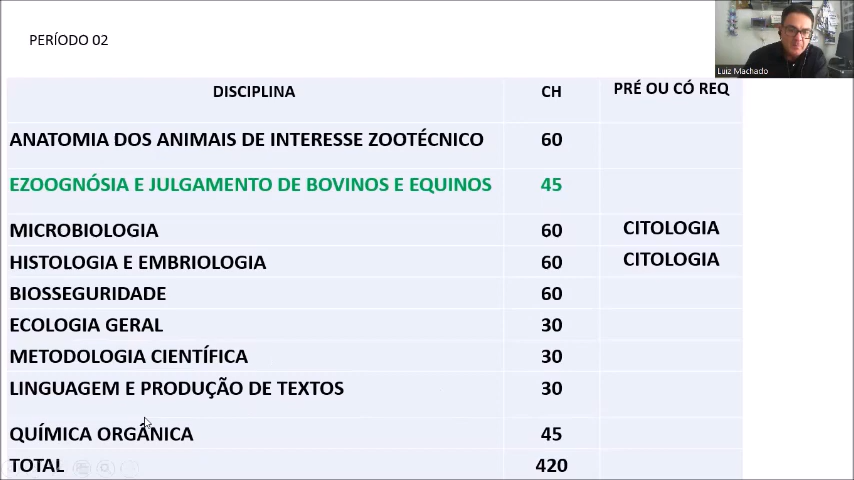 PERÍODO 02
Luiz Machado
DISCIPLINA CH PRÉ OU CÓ REQ
ANATOMIA DOS ANIMAIS DE INTERESSE ZOOTÉCNICO 60
EZOOGNÓSIA E JULGAMENTO DE BOVINOS E EQUINOS 45
MICROBIOLOGIA 60 CITOLOGIA
HISTOLOGIA E EMBRIOLOGIA 60 CITOLOGIA
BIOSSEGURIDADE 60
ECOLOGIA GERAL 30
METODOLOGIA CIENTÍFICA 30
LINGUAGEM E PRODUÇÃO DE TEXTOS 30
QUÍMICA ORGÂNICA 45
TOTAL 420